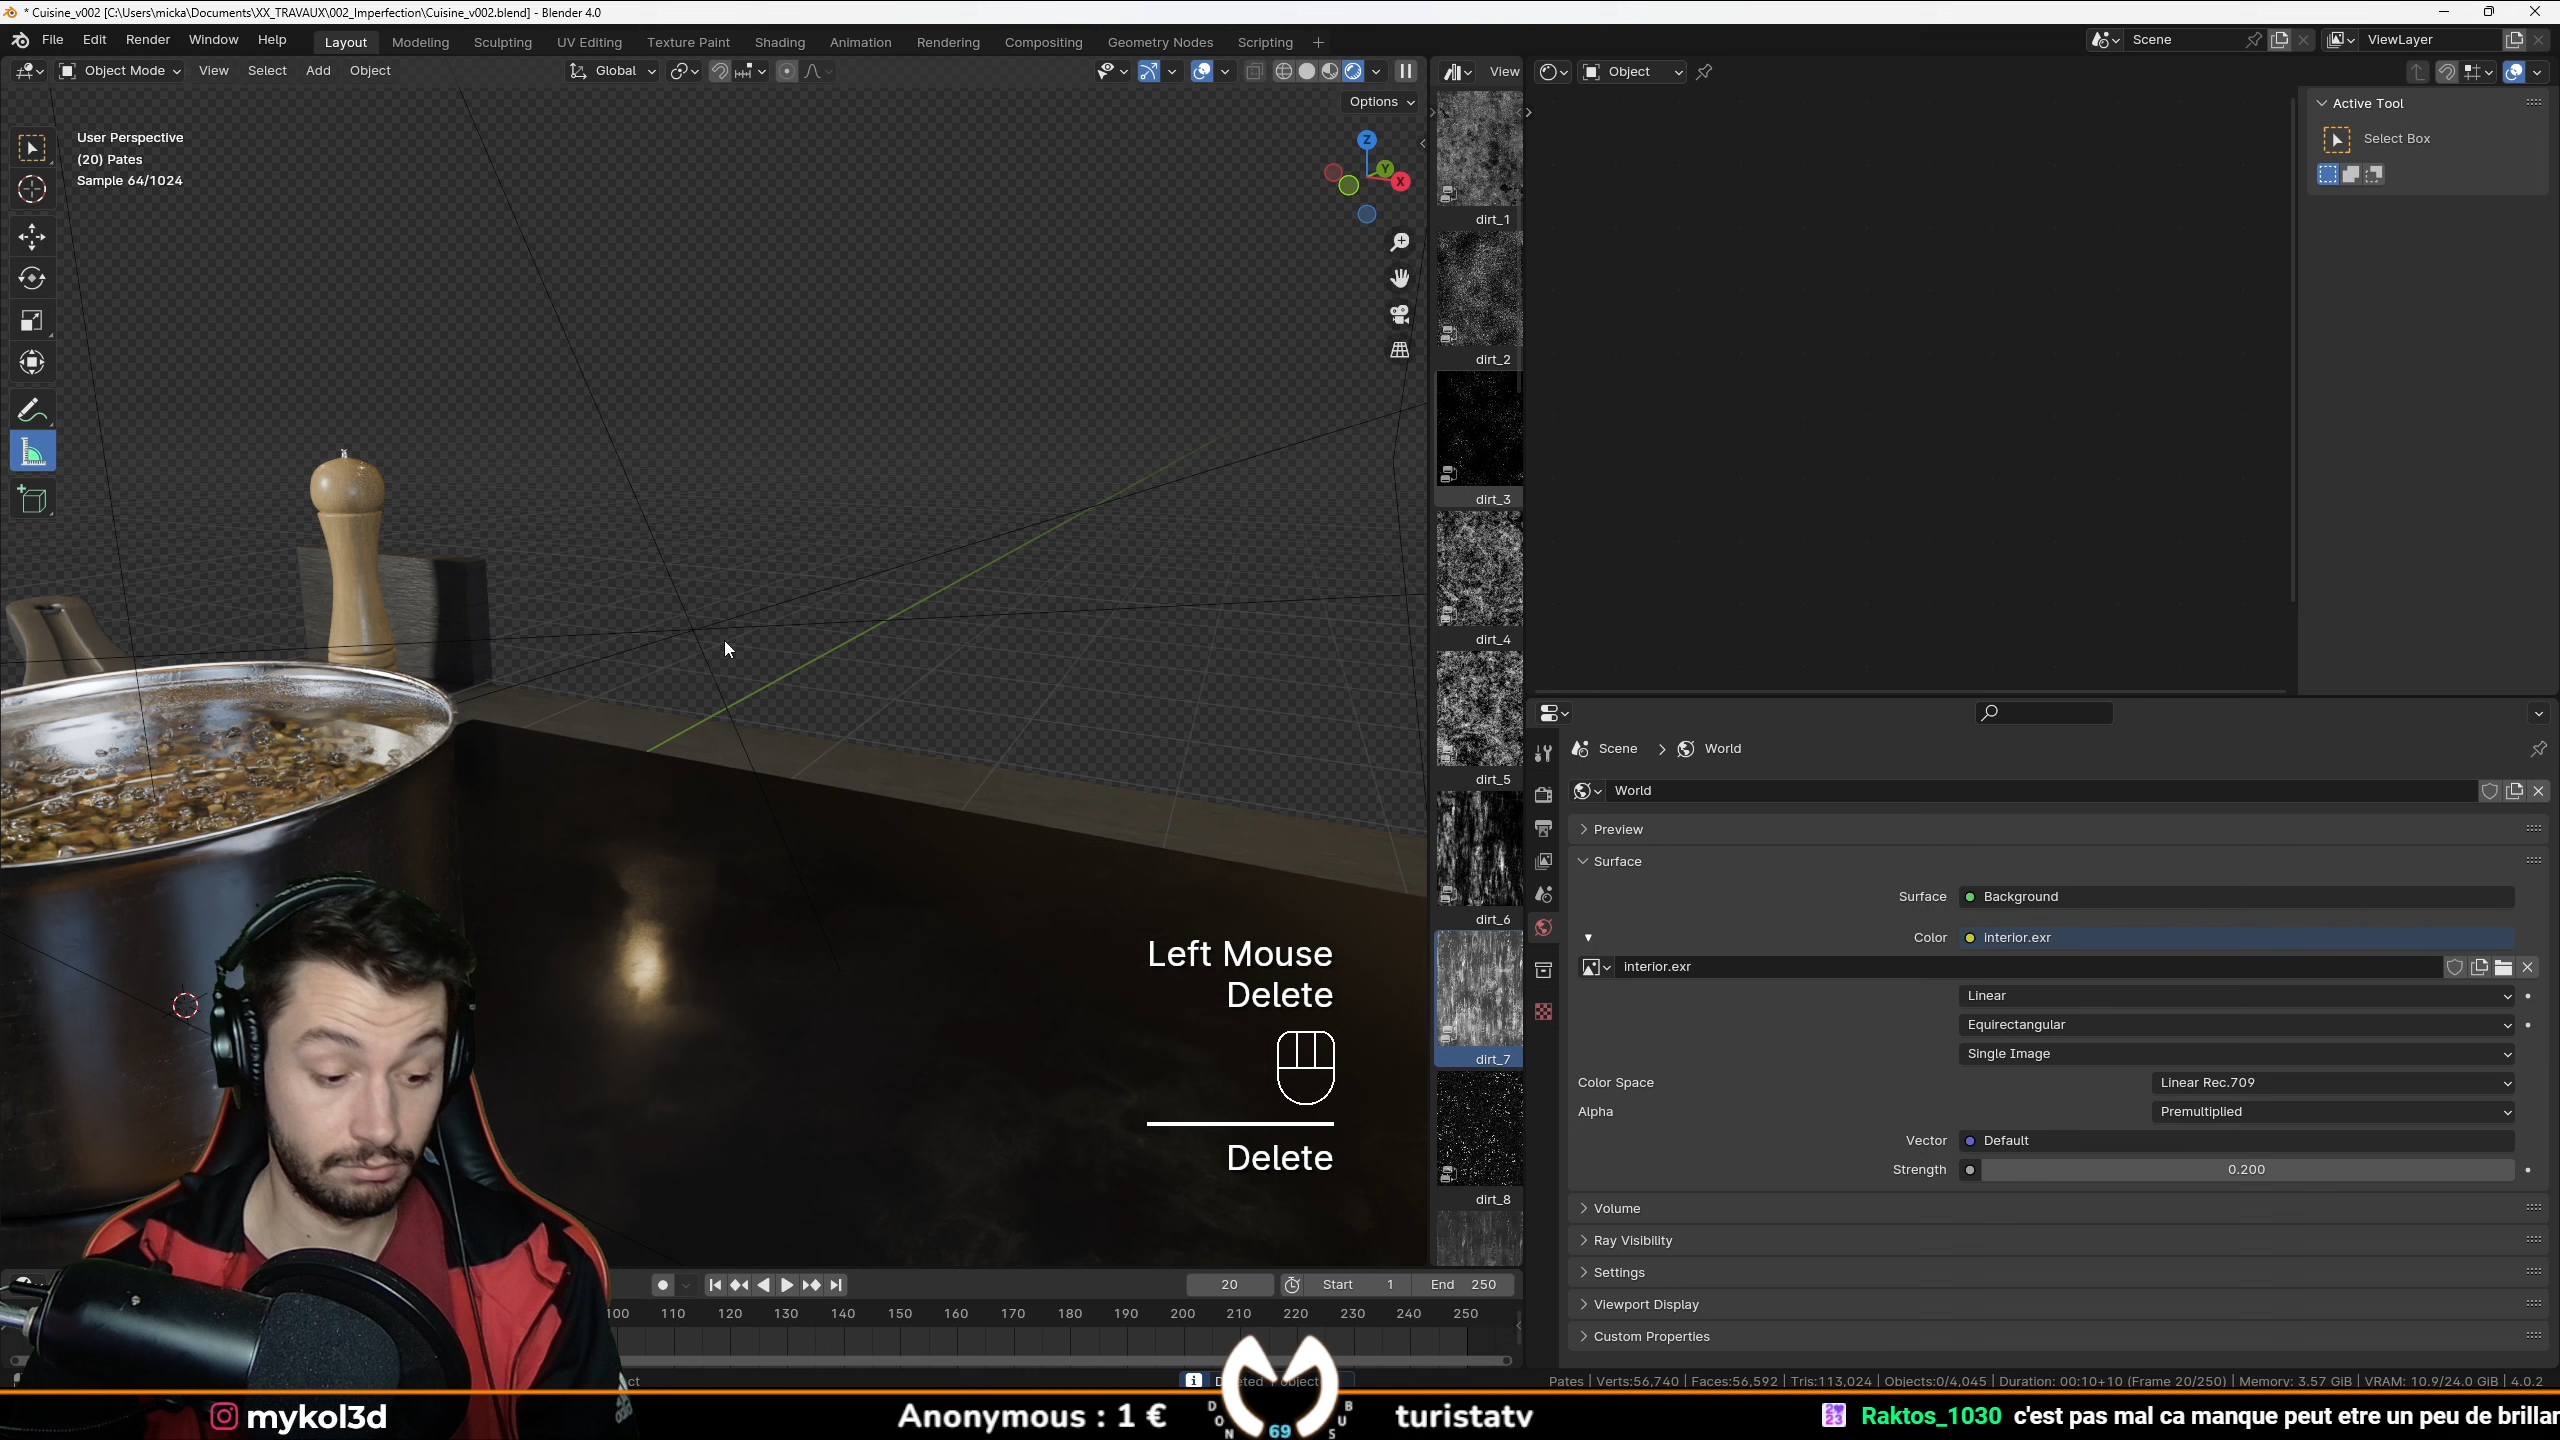 * Cuisine_v002 [C:\Users\micka\Documents\XX_TRAVAUX\002_Imperfection\Cuisine_v002.blend] - Blender 4.0
File Edit Render Window Help Layout Modeling Sculpting UV Editing Texture Paint Shading Animation Rendering Compositing Geometry Nodes Scripting + Scene ViewLayer
Object Mode View Select Add Object Global View Object
Options
Active Tool
Select Box
User Perspective
(20) Pates
Sample 64/1024
Z
Y
X
dirt_1
dirt_2
dirt_3
dirt_4
dirt_5
dirt_6
dirt_7
dirt_8
Scene > World
World
Preview
Surface
Surface Background
Color interior.exr
interior.exr
Linear
Equirectangular
Single Image
Color Space Linear Rec.709
Alpha Premultiplied
Vector Default
Strength 0.200
Volume
Ray Visibility
Settings
Viewport Display
Custom Properties
Left Mouse
Delete
Delete
20 Start 1 End 250
100 110 120 130 140 150 160 170 180 190 200 210 220 230 240 250
Pates | Verts:56,740 | Faces:56,592 | Tris:113,024 | Objects:0/4,045 | Duration: 00:10+10 (Frame 20/250) | Memory: 3.57 GiB | VRAM: 10.9/24.0 GiB | 4.0.2
mykol3d
Anonymous : 1 €
DON
69
BUS
turistatv
Raktos_1030 c'est pas mal ca manque peut etre un peu de brillan